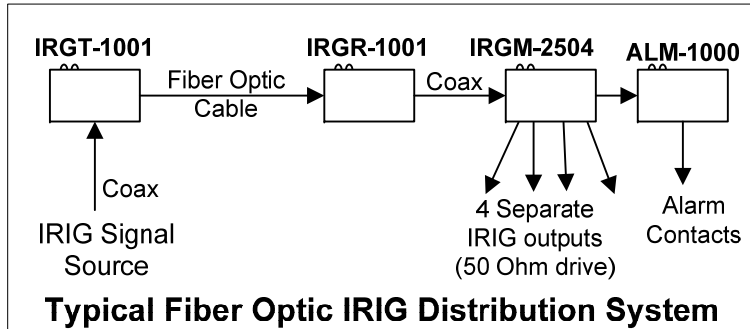 IRGT-1001
IRGR-1001
IRGM-2504
ALM-1000
Fiber Optic
Cable
Coax
Coax
IRIG Signal
Source
4 Separate
IRIG outputs
(50 Ohm drive)
Alarm
Contacts
Typical Fiber Optic IRIG Distribution System